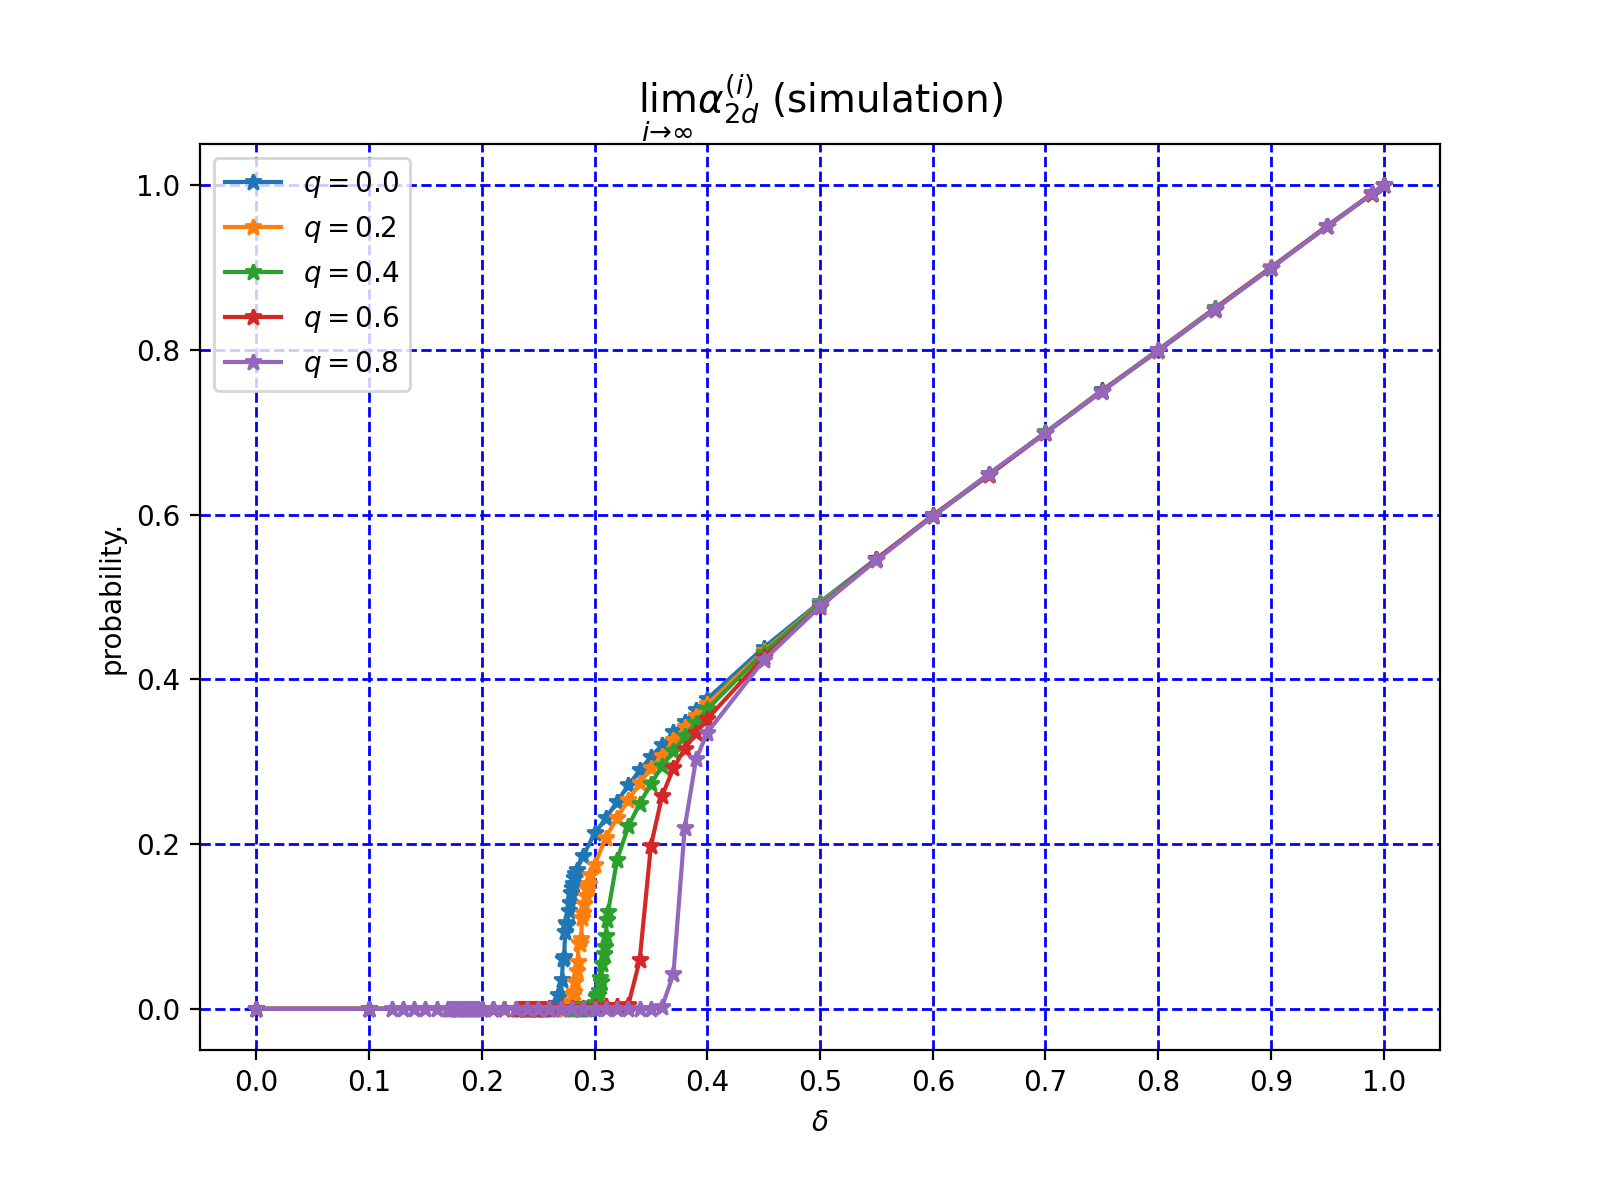 lim α_{2d}^{(i)} (simulation)
i→∞
q = 0.0
q = 0.2
q = 0.4
q = 0.6
q = 0.8
probability.
1.0
0.8
0.6
0.4
0.2
0.0
0.0 0.1 0.2 0.3 0.4 0.5 0.6 0.7 0.8 0.9 1.0
δ